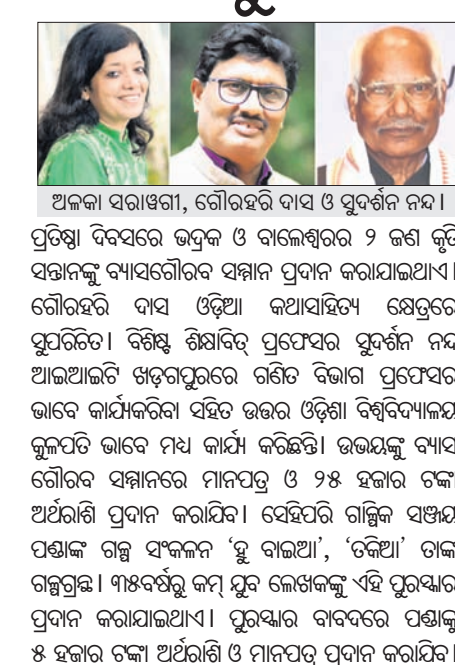 ଅଳକା ସରାୱଗୀ, ଗୌରହରି ଦାସ ଓ ସୁଦର୍ଶନ ନନ୍ଦ।
ପ୍ରତିଷ୍ଠା ଦିବସରେ ଭଦ୍ରକ ଓ ବାଲେଶ୍ୱରର ୨ ଜଣ କୃତି
ସନ୍ତାନଙ୍କୁ ବ୍ୟାସଗୌରବ ସମ୍ମାନ ପ୍ରଦାନ କରାଯାଇଥାଏ।
ଗୌରହରି ଦାସ ଓଡ଼ିଆ କଥାସାହିତ୍ୟ କ୍ଷେତ୍ରରେ
ସୁପରିଚିତ। ବିଶିଷ୍ଟ ଶିକ୍ଷାବିତ୍ ପ୍ରଫେସର ସୁଦର୍ଶନ ନନ୍ଦ
ଆଇଆଇଟି ଖଡ଼ଗପୁରରେ ଗଣିତ ବିଭାଗ ପ୍ରଫେସର
ଭାବେ କାର୍ଯ୍ୟକରିବା ସହିତ ଉତ୍ତର ଓଡ଼ିଶା ବିଶ୍ୱବିଦ୍ୟାଳୟ
କୁଳପତି ଭାବେ ମଧ୍ୟ କାର୍ଯ୍ୟ କରିଛନ୍ତି। ଉଭୟଙ୍କୁ ବ୍ୟାସ
ଗୌରବ ସମ୍ମାନରେ ମାନପତ୍ର ଓ ୨୫ ହଜାର ଟଙ୍କା
ଅର୍ଥରାଶି ପ୍ରଦାନ କରାଯିବ। ସେହିପରି ଗାଳ୍ପିକ ସଞ୍ଜୟ
ପଣ୍ଡାଙ୍କ ଗଳ୍ପ ସଂକଳନ ‘ହୁ ବାଇଆ’, ‘ତକିଆ’ ତାଙ୍କ
ଗଳ୍ପଗ୍ରନ୍ଥ। ୩୫ବର୍ଷରୁ କମ୍ ଯୁବ ଲେଖକଙ୍କୁ ଏହି ପୁରସ୍କାର
ପ୍ରଦାନ କରାଯାଇଥାଏ। ପୁରସ୍କାର ବାବଦରେ ପଣ୍ଡାଙ୍କୁ
୫ ହଜାର ଟଙ୍କା ଅର୍ଥରାଶି ଓ ମାନପତ୍ର ପ୍ରଦାନ କରାଯିବ।